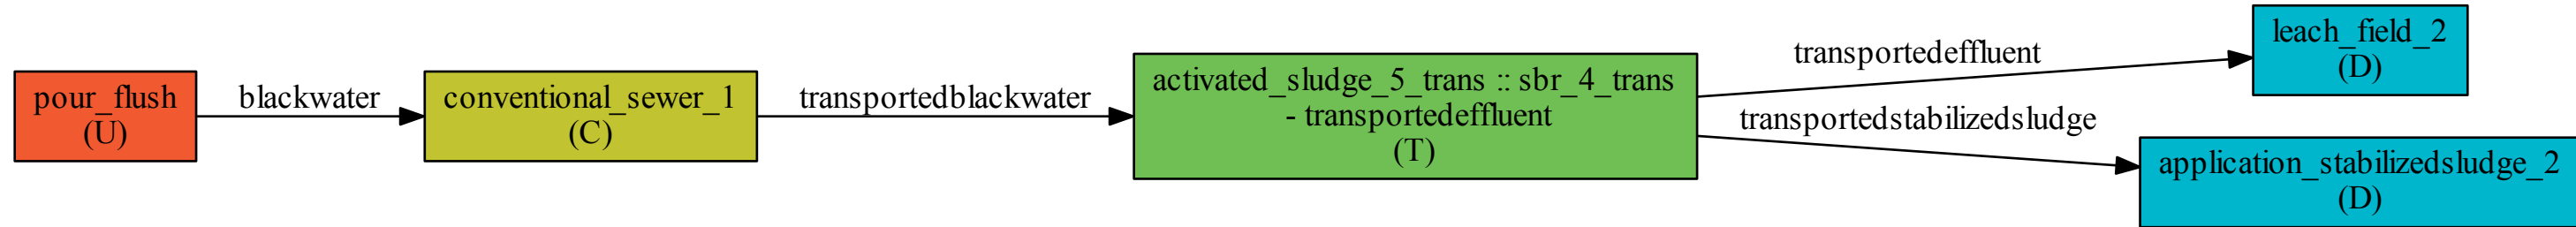 pour_flush
(U)
blackwater
conventional_sewer_1
(C)
transportedblackwater
activated_sludge_5_trans :: sbr_4_trans
- transportedeffluent
(T)
transportedeffluent
transportedstabilizedsludge
leach_field_2
(D)
application_stabilizedsludge_2
(D)